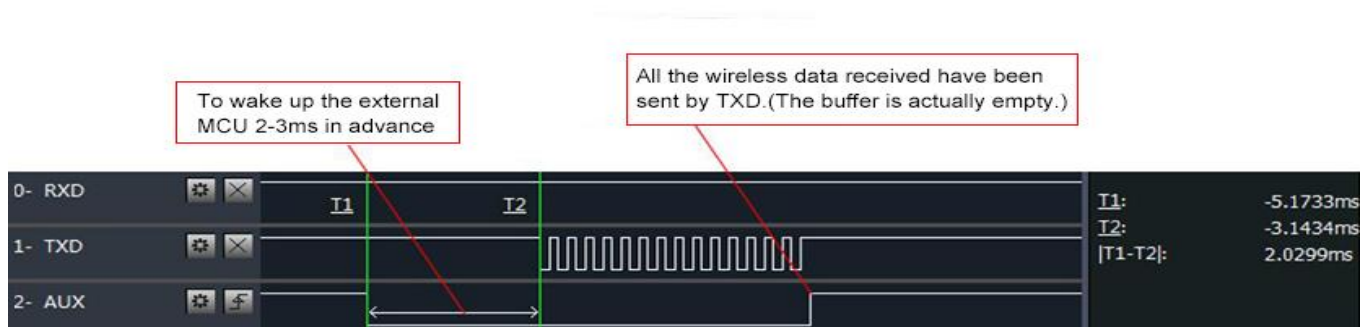 To wake up the external
MCU 2-3ms in advance
All the wireless data received have been
sent by TXD.(The buffer is actually empty.)
0- RXD
T1
T2
T1: -5.1733ms
T2: -3.1434ms
|T1-T2|: 2.0299ms
1- TXD
2- AUX